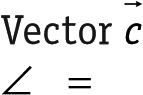 Vector c⃗
∠ =